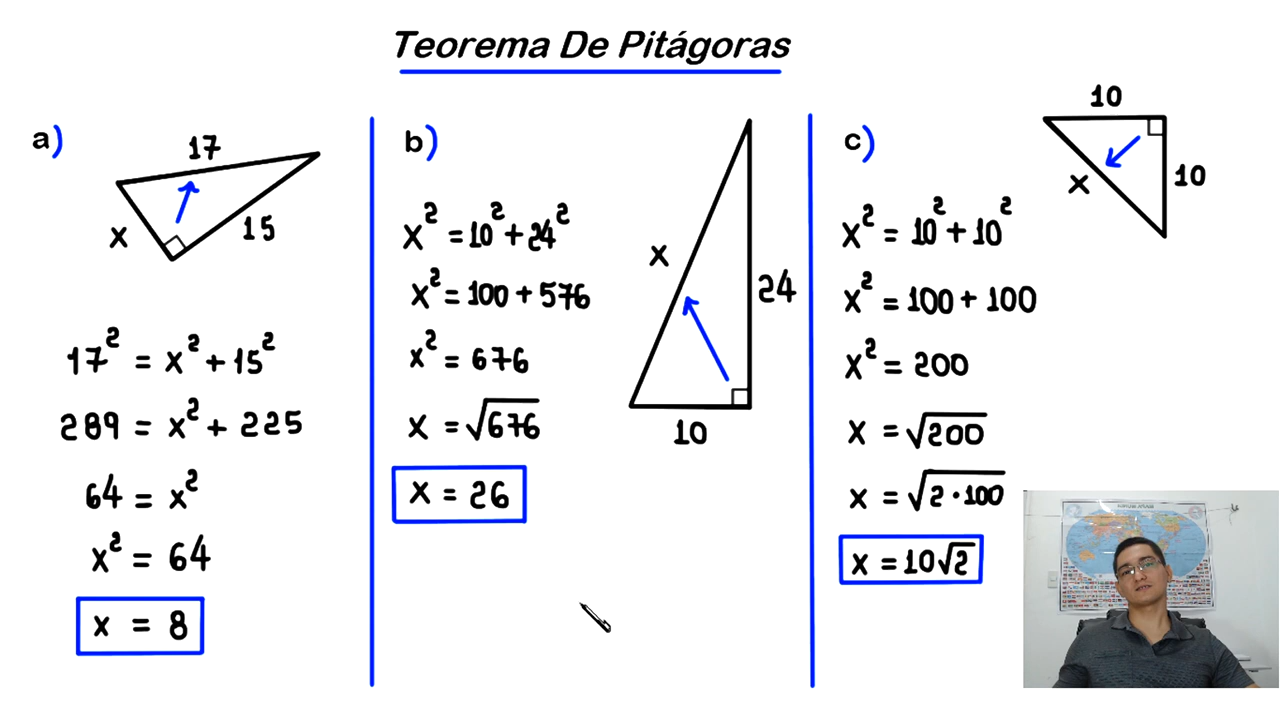 Teorema De Pitágoras
a)
17
x
15
17² = x² + 15²
289 = x² + 225
64 = x²
x² = 64
x = 8
b)
x² = 10² + 24²
x² = 100 + 576
x² = 676
x = √676
x = 26
x
24
10
c)
10
10
x
x² = 10² + 10²
x² = 100 + 100
x² = 200
x = √200
x = √2·100
x = 10√2